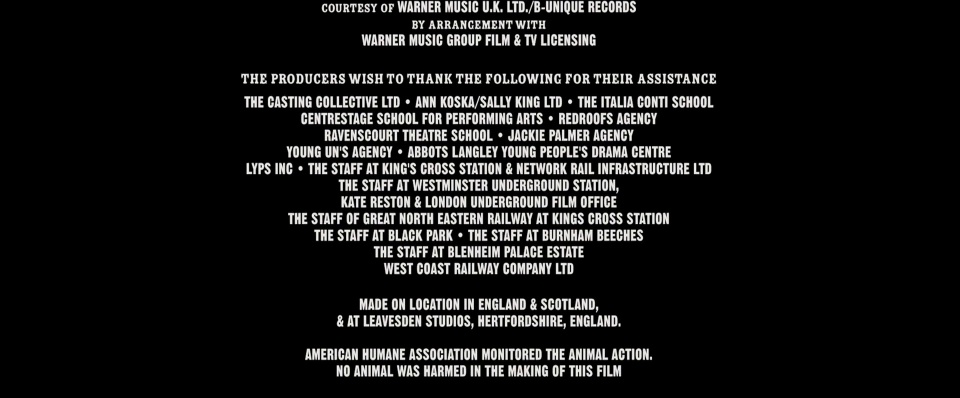 COURTESY OF WARNER MUSIC U.K. LTD./B-UNIQUE RECORDS
BY ARRANGEMENT WITH
WARNER MUSIC GROUP FILM & TV LICENSING
THE PRODUCERS WISH TO THANK THE FOLLOWING FOR THEIR ASSISTANCE
THE CASTING COLLECTIVE LTD • ANN KOSKA/SALLY KING LTD • THE ITALIA CONTI SCHOOL
CENTRESTAGE SCHOOL FOR PERFORMING ARTS • REDROOFS AGENCY
RAVENSCOURT THEATRE SCHOOL • JACKIE PALMER AGENCY
YOUNG UN'S AGENCY • ABBOTS LANGLEY YOUNG PEOPLE'S DRAMA CENTRE
LYPS INC • THE STAFF AT KING'S CROSS STATION & NETWORK RAIL INFRASTRUCTURE LTD
THE STAFF AT WESTMINSTER UNDERGROUND STATION,
KATE RESTON & LONDON UNDERGROUND FILM OFFICE
THE STAFF OF GREAT NORTH EASTERN RAILWAY AT KINGS CROSS STATION
THE STAFF AT BLACK PARK • THE STAFF AT BURNHAM BEECHES
THE STAFF AT BLENHEIM PALACE ESTATE
WEST COAST RAILWAY COMPANY LTD
MADE ON LOCATION IN ENGLAND & SCOTLAND,
& AT LEAVESDEN STUDIOS, HERTFORDSHIRE, ENGLAND.
AMERICAN HUMANE ASSOCIATION MONITORED THE ANIMAL ACTION.
NO ANIMAL WAS HARMED IN THE MAKING OF THIS FILM